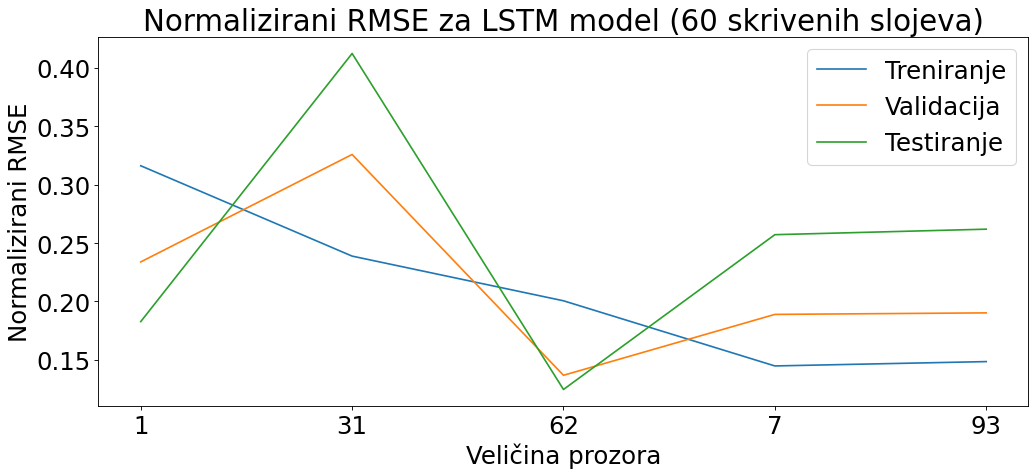 Normalizirani RMSE za LSTM model (60 skrivenih slojeva)
Normalizirani RMSE
0.40
0.35
0.30
0.25
0.20
0.15
Treniranje
Validacija
Testiranje
1 31 62 7 93
Veličina prozora